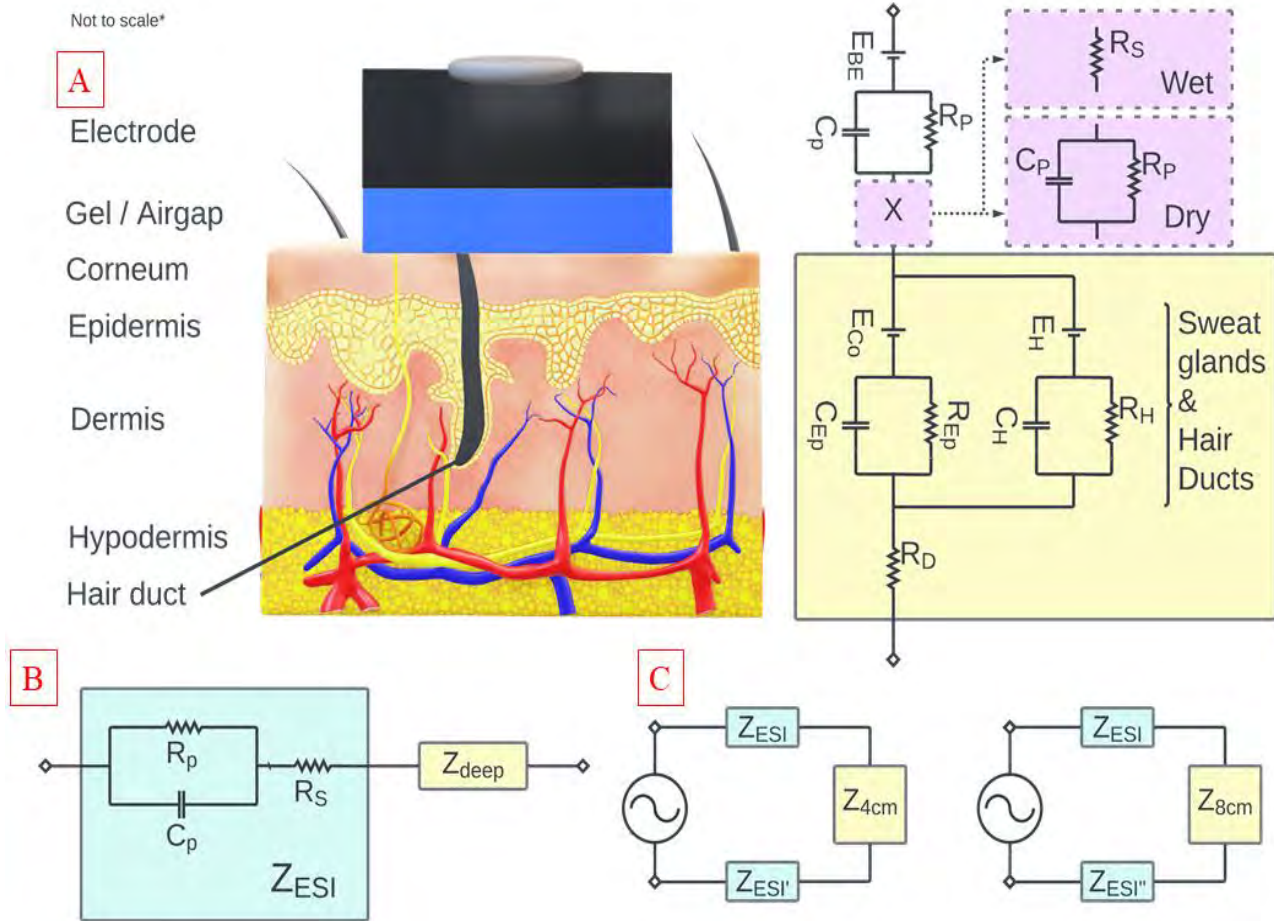 Not to scale*
A
Electrode
Gel / Airgap
Corneum
Epidermis
Dermis
Hypodermis
Hair duct
E_BE
C_p
R_P
X
R_S
Wet
C_P
R_P
Dry
E_Co
C_Ep
R_Ep
E_H
C_H
R_H
Sweat
glands
&
Hair
Ducts
R_D
B
R_p
C_p
R_S
Z_ESI
Z_deep
C
Z_ESI
Z_4cm
Z_ESI'
Z_ESI
Z_8cm
Z_ESI"